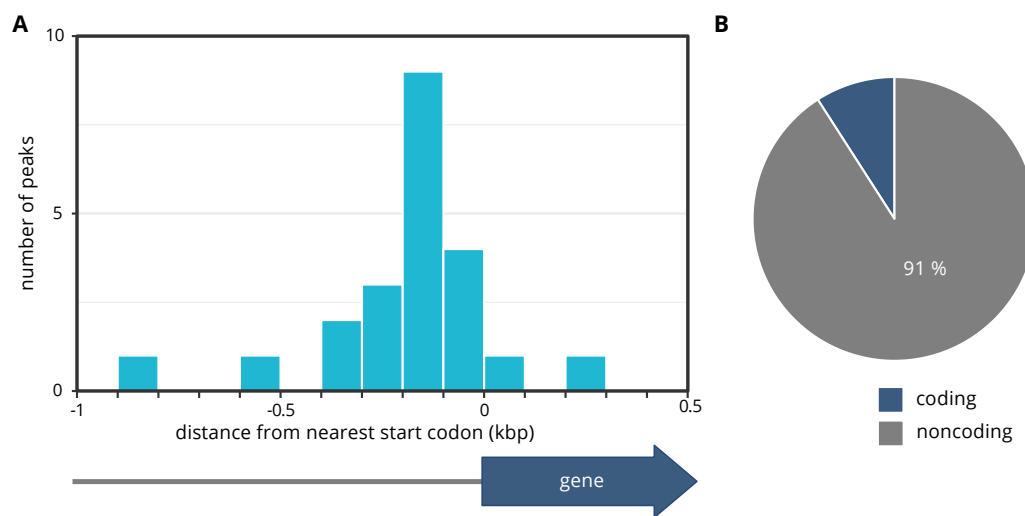 A
B
10
5
0
number of peaks
-1
-0.5
0
0.5
distance from nearest start codon (kbp)
gene
91 %
coding
noncoding